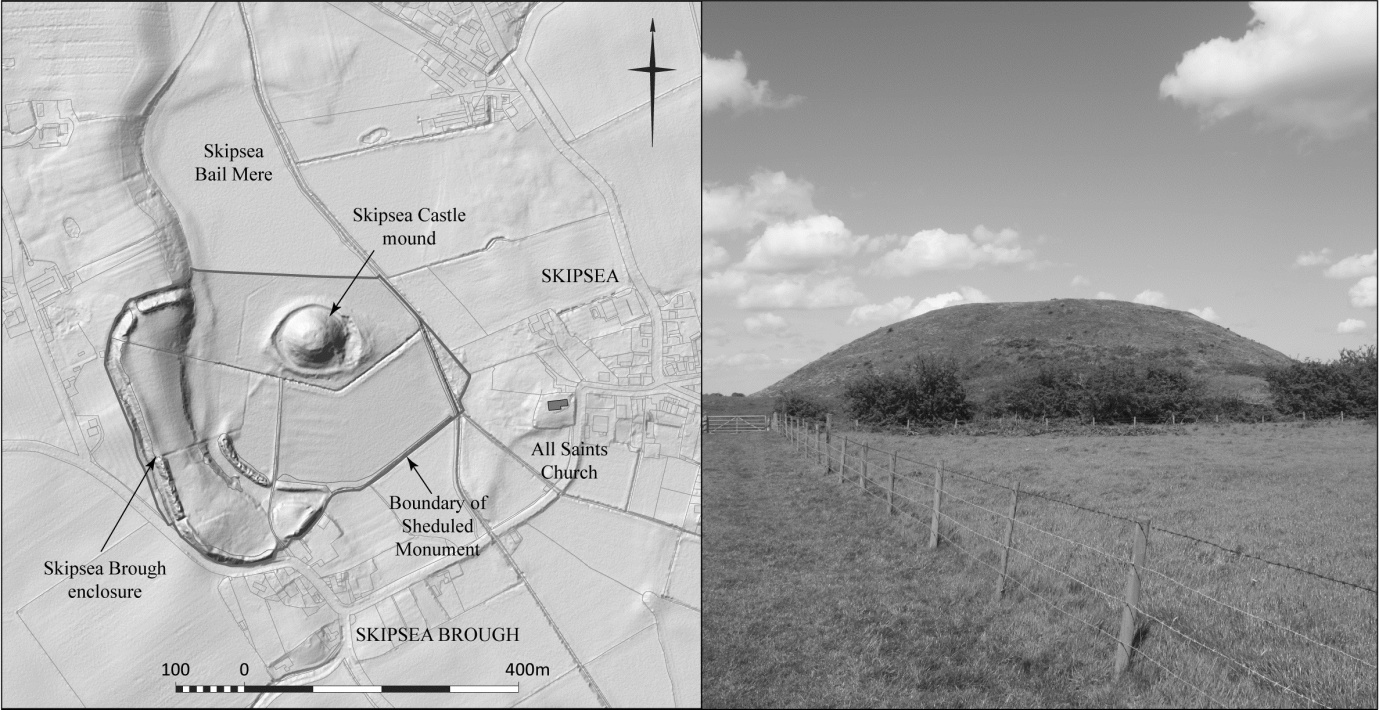 Skipsea
Bail Mere
Skipsea Castle
mound
SKIPSEA
All Saints
Church
Boundary of
Sheduled
Monument
Skipsea Brough
enclosure
SKIPSEA BROUGH
100 0 400m